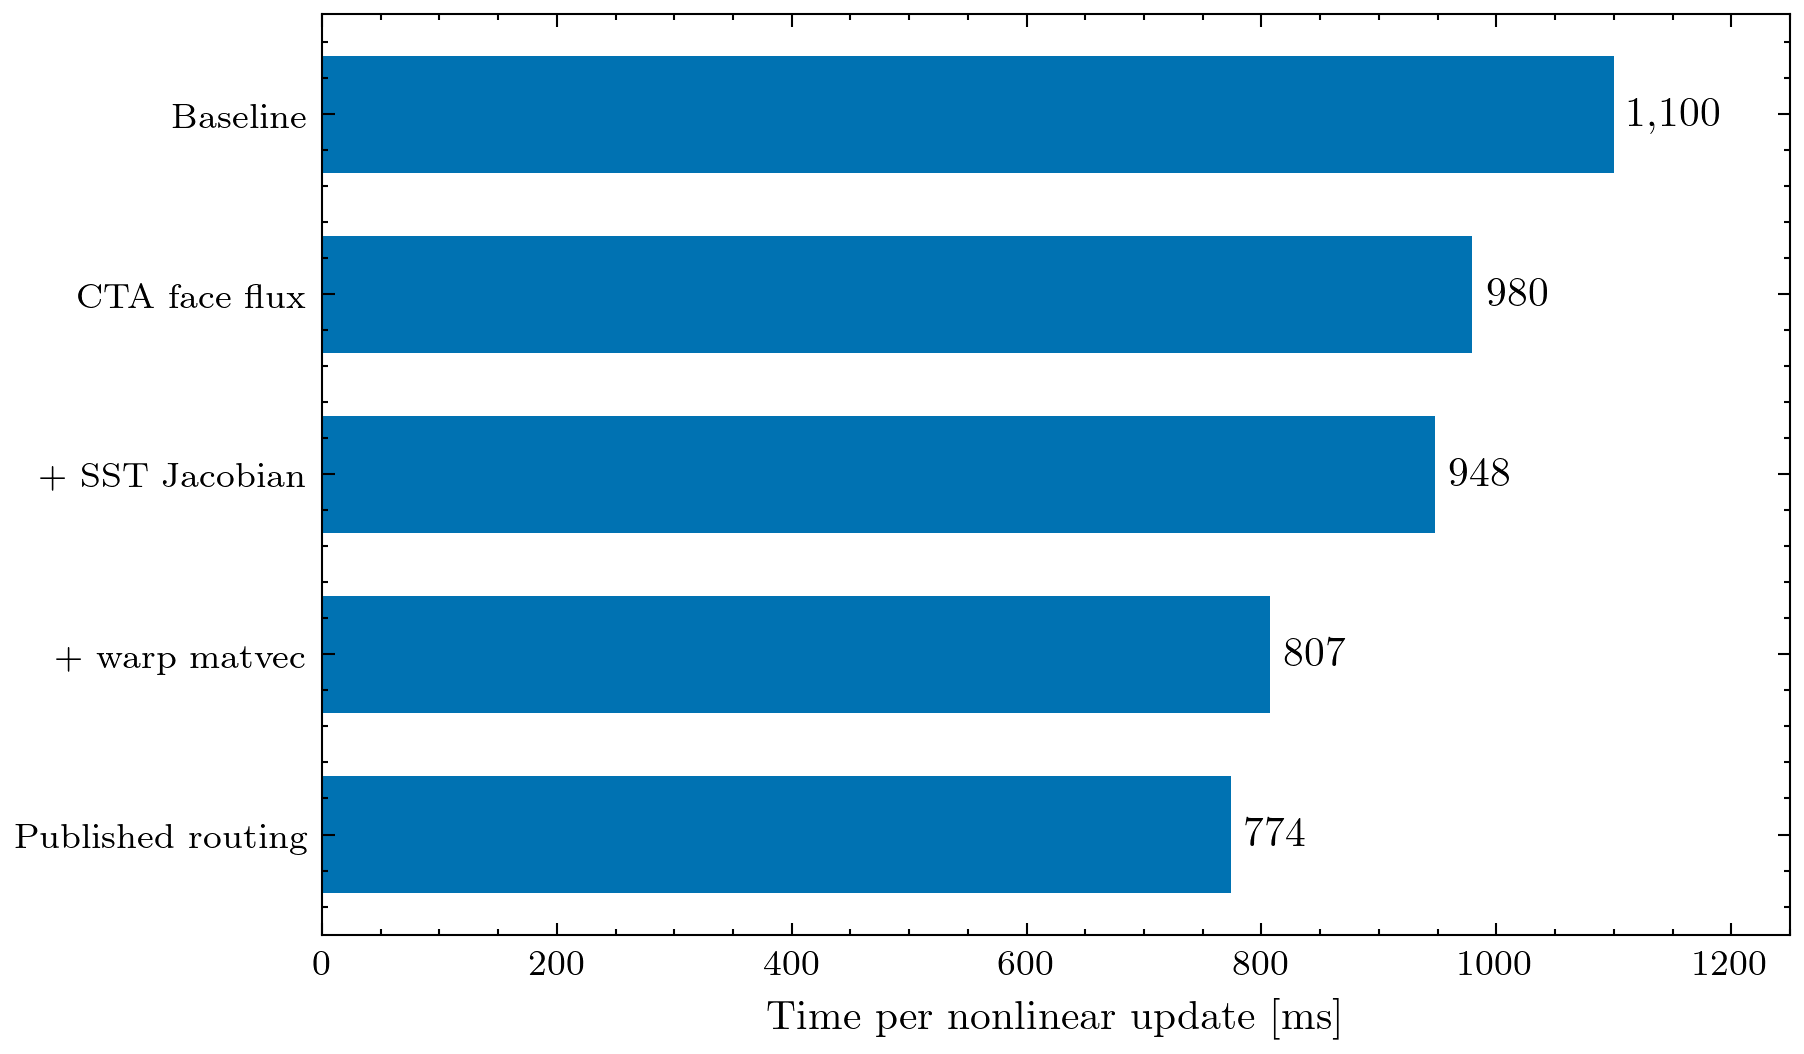 Baseline 1,100
CTA face flux 980
+ SST Jacobian 948
+ warp matvec 807
Published routing 774
0 200 400 600 800 1000 1200
Time per nonlinear update [ms]